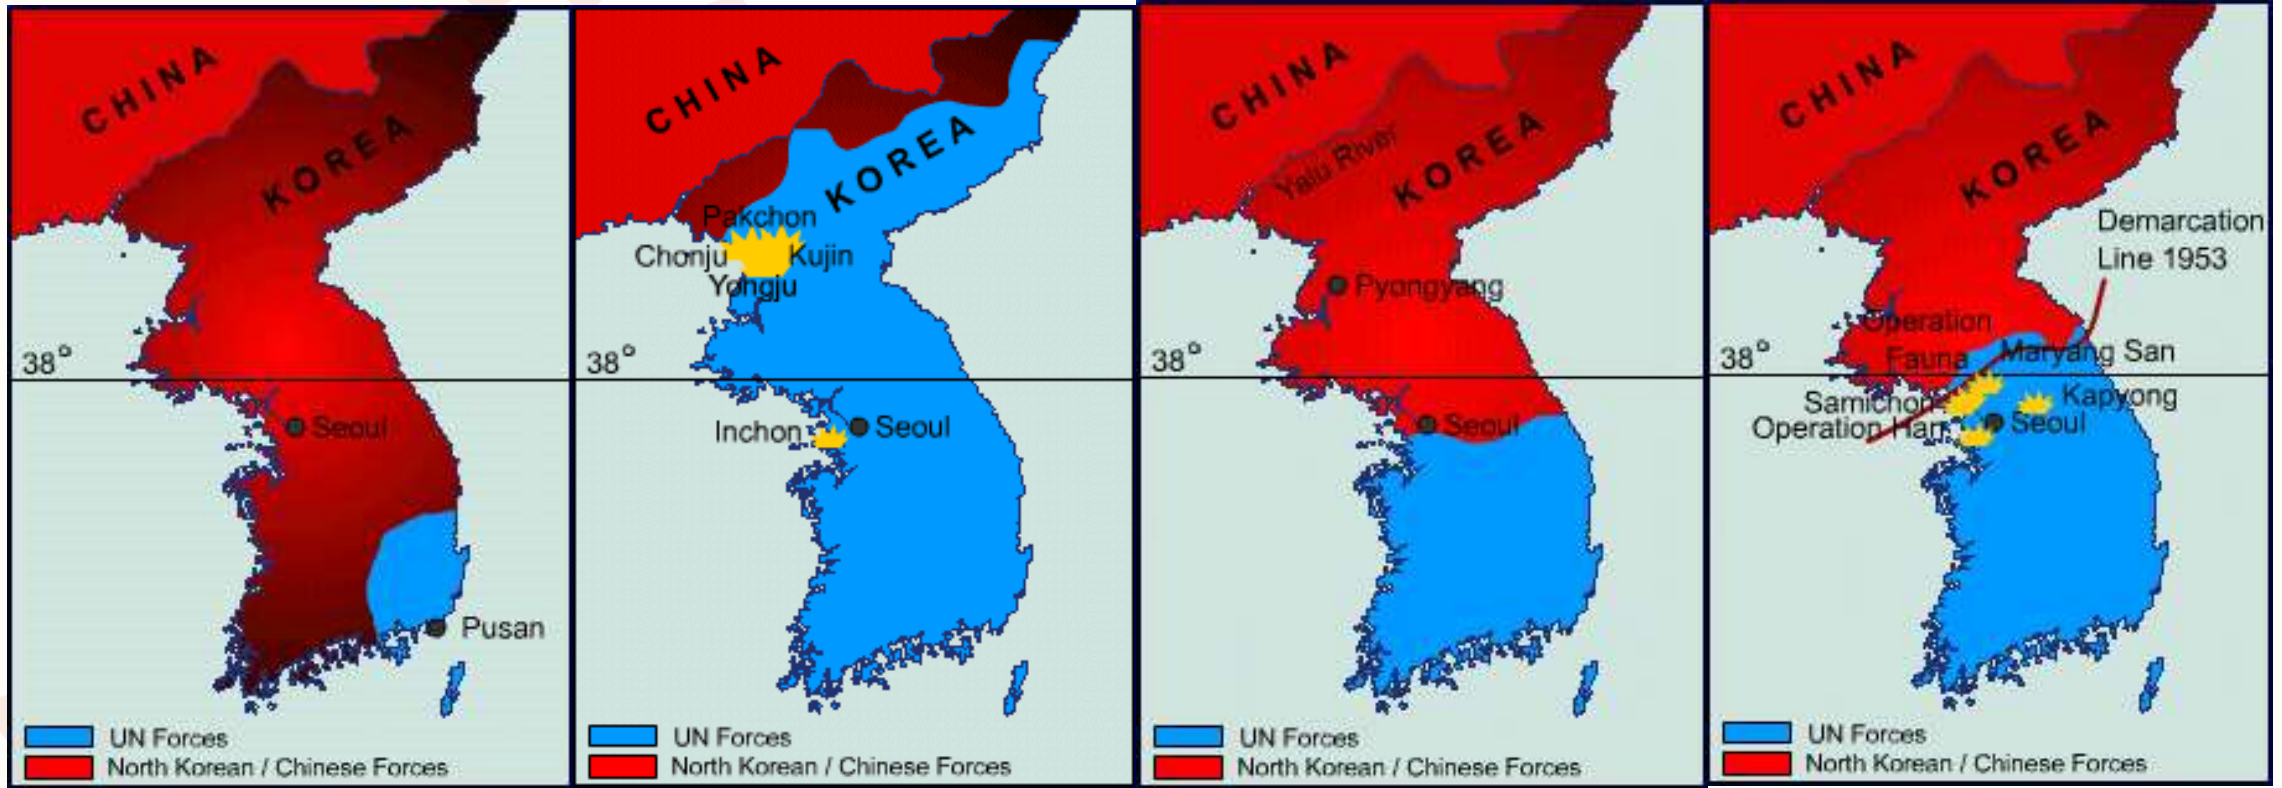 CHINA
KOREA
38°
Seoul
Pusan
UN Forces
North Korean / Chinese Forces
CHINA
KOREA
Pakchon
Chonju
Kujin
Yongju
38°
Inchon
Seoul
UN Forces
North Korean / Chinese Forces
CHINA
Yalu River
KOREA
Pyongyang
38°
Seoul
UN Forces
North Korean / Chinese Forces
CHINA
KOREA
Demarcation
Line 1953
Operation
Fauna
Maryang San
38°
Samichon
Kapyong
Operation Han
Seoul
UN Forces
North Korean / Chinese Forces